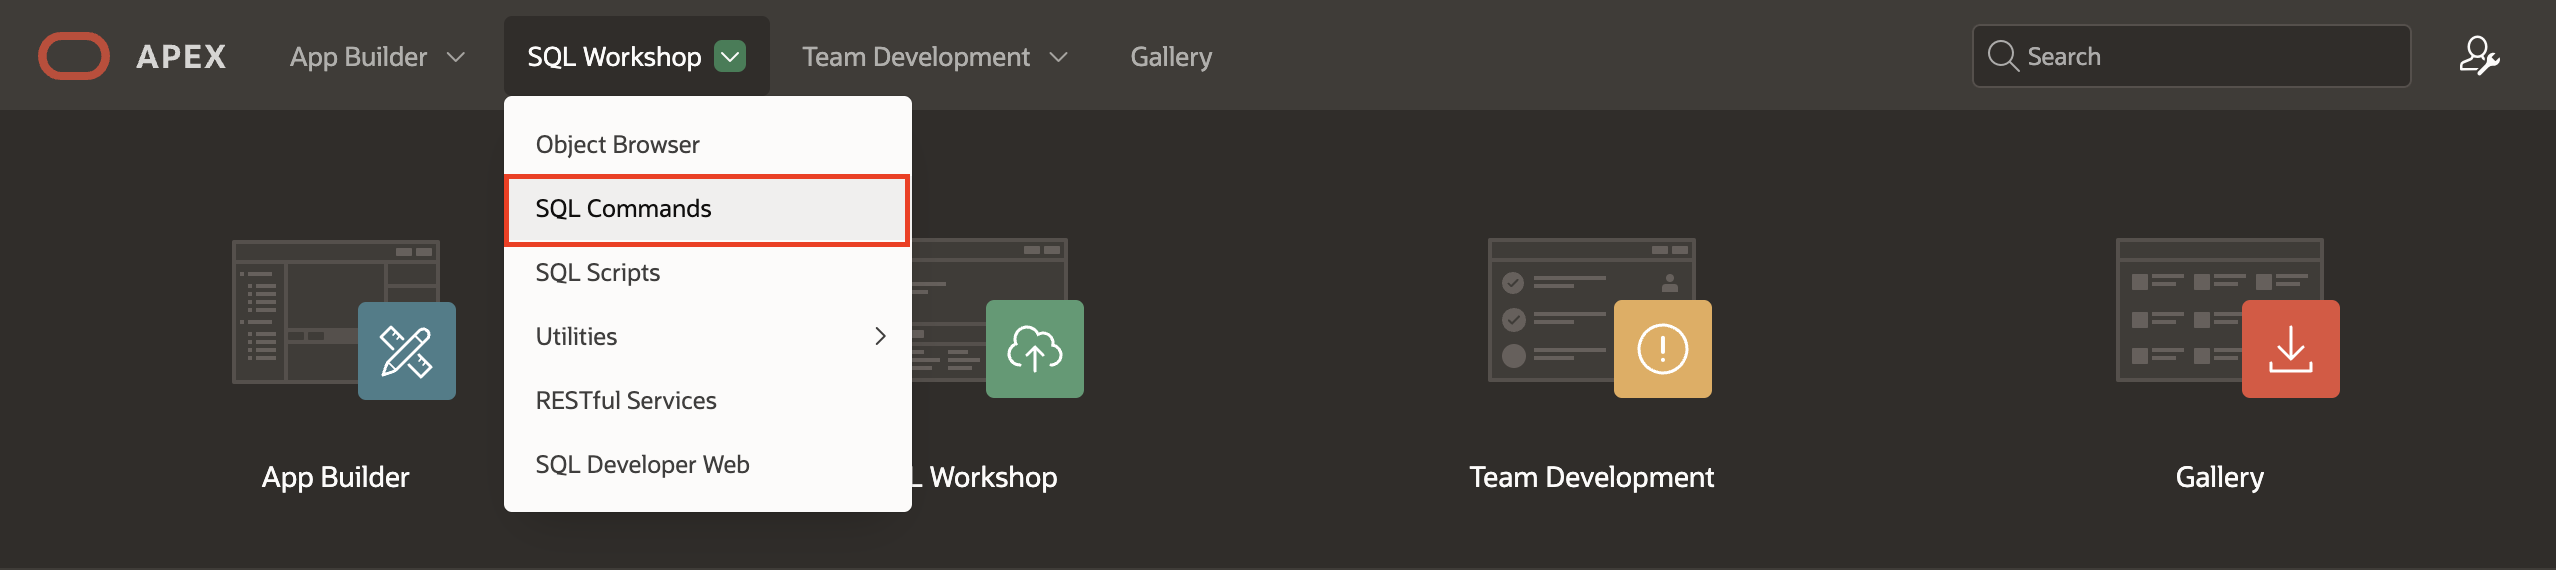 APEX App Builder SQL Workshop Team Development Gallery Search
Object Browser
SQL Commands
SQL Scripts
Utilities
RESTful Services
SQL Developer Web
App Builder L Workshop Team Development Gallery